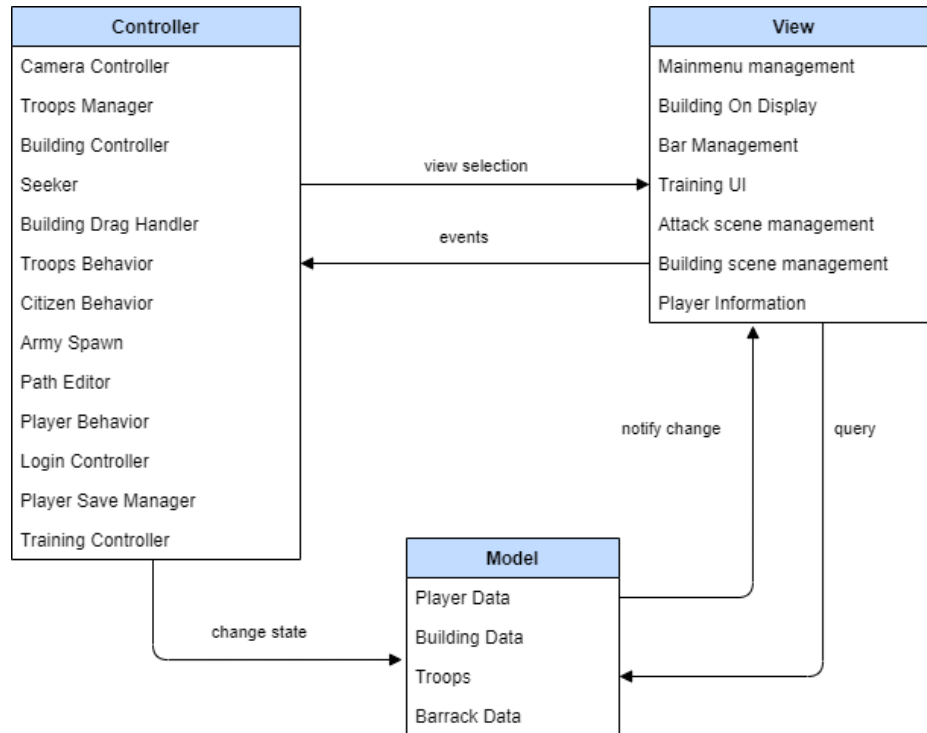 Controller
Camera Controller
Troops Manager
Building Controller
Seeker
Building Drag Handler
Troops Behavior
Citizen Behavior
Army Spawn
Path Editor
Player Behavior
Login Controller
Player Save Manager
Training Controller
view selection
events
View
Mainmenu management
Building On Display
Bar Management
Training UI
Attack scene management
Building scene management
Player Information
notify change
query
change state
Model
Player Data
Building Data
Troops
Barrack Data